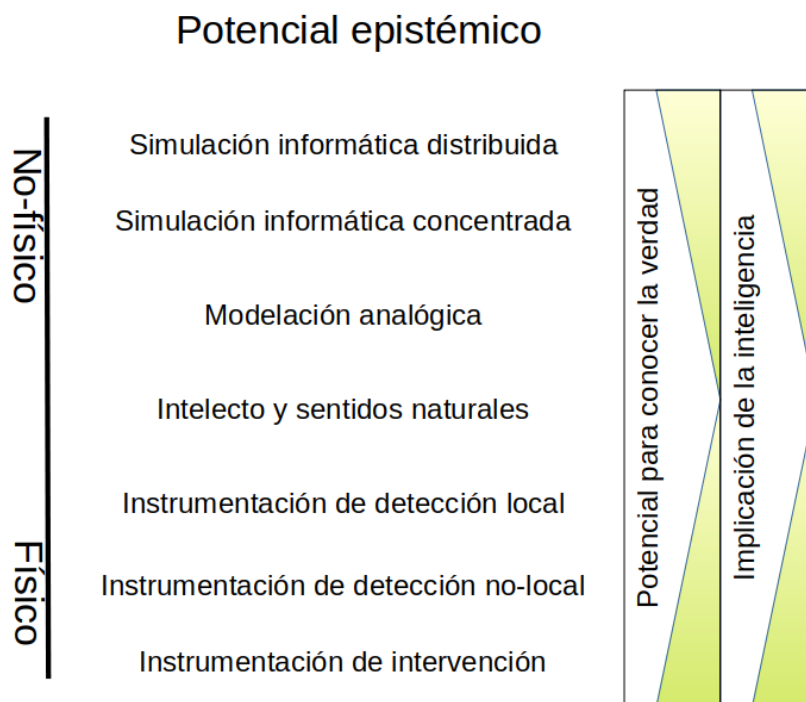 Potencial epistémico
No-físico
Físico
Simulación informática distribuida
Simulación informática concentrada
Modelación analógica
Intelecto y sentidos naturales
Instrumentación de detección local
Instrumentación de detección no-local
Instrumentación de intervención
Potencial para conocer la verdad
Implicación de la inteligencia